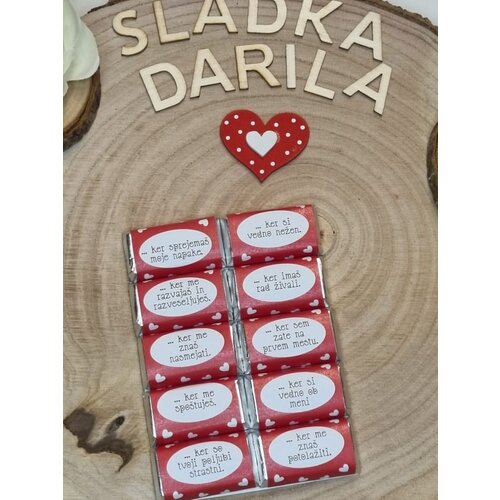 SLADKA
DARILA
... ker sprejemaš
moje napake.
... ker si
vedno nežen.
... ker me
razvajaš in
razveseljuješ.
... ker imaš
rad živali.
... ker me
znaš
nasmejati.
... ker sem
zate na
prvem mestu.
... ker me
spoštuješ.
... ker si
vedno ob
meni
... ker so
tvoji poljubi
strastni.
... ker me
znaš
potolažiti.